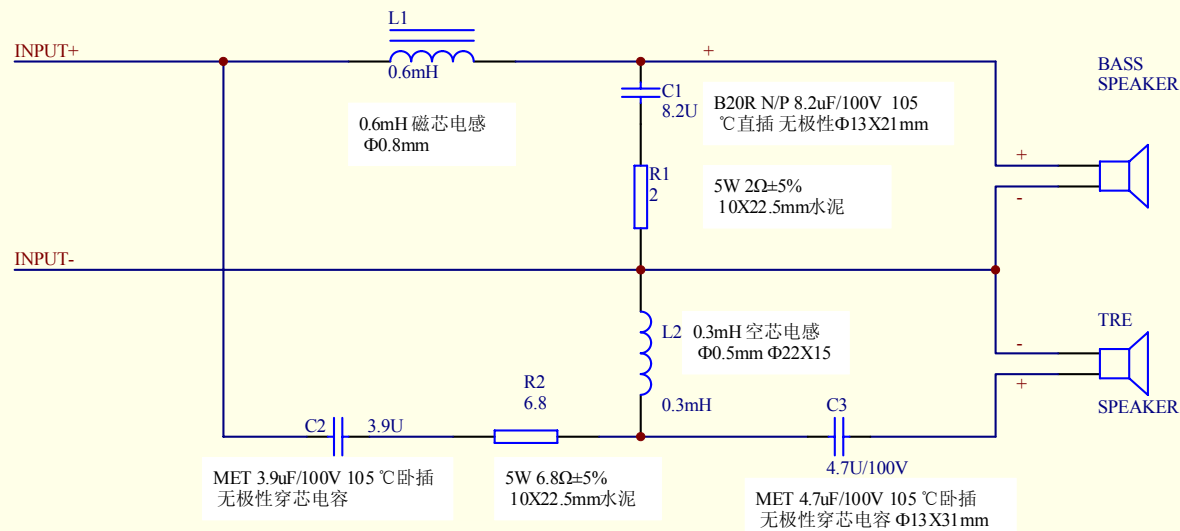 L1
INPUT+
0.6mH
+
BASS
SPEAKER
C1
8.2U
B20R N/P 8.2uF/100V 105
℃直插 无极性Φ13X21mm
0.6mH 磁芯电感
Φ0.8mm
+
-
R1
2
5W 2Ω±5%
10X22.5mm水泥
INPUT-
L2
0.3mH 空芯电感
Φ0.5mm Φ22X15
TRE
-
+
SPEAKER
R2
6.8
0.3mH
C2
3.9U
C3
4.7U/100V
MET 3.9uF/100V 105 ℃卧插
无极性穿芯电容
5W 6.8Ω±5%
10X22.5mm水泥
MET 4.7uF/100V 105 ℃卧插
无极性穿芯电容 Φ13X31mm